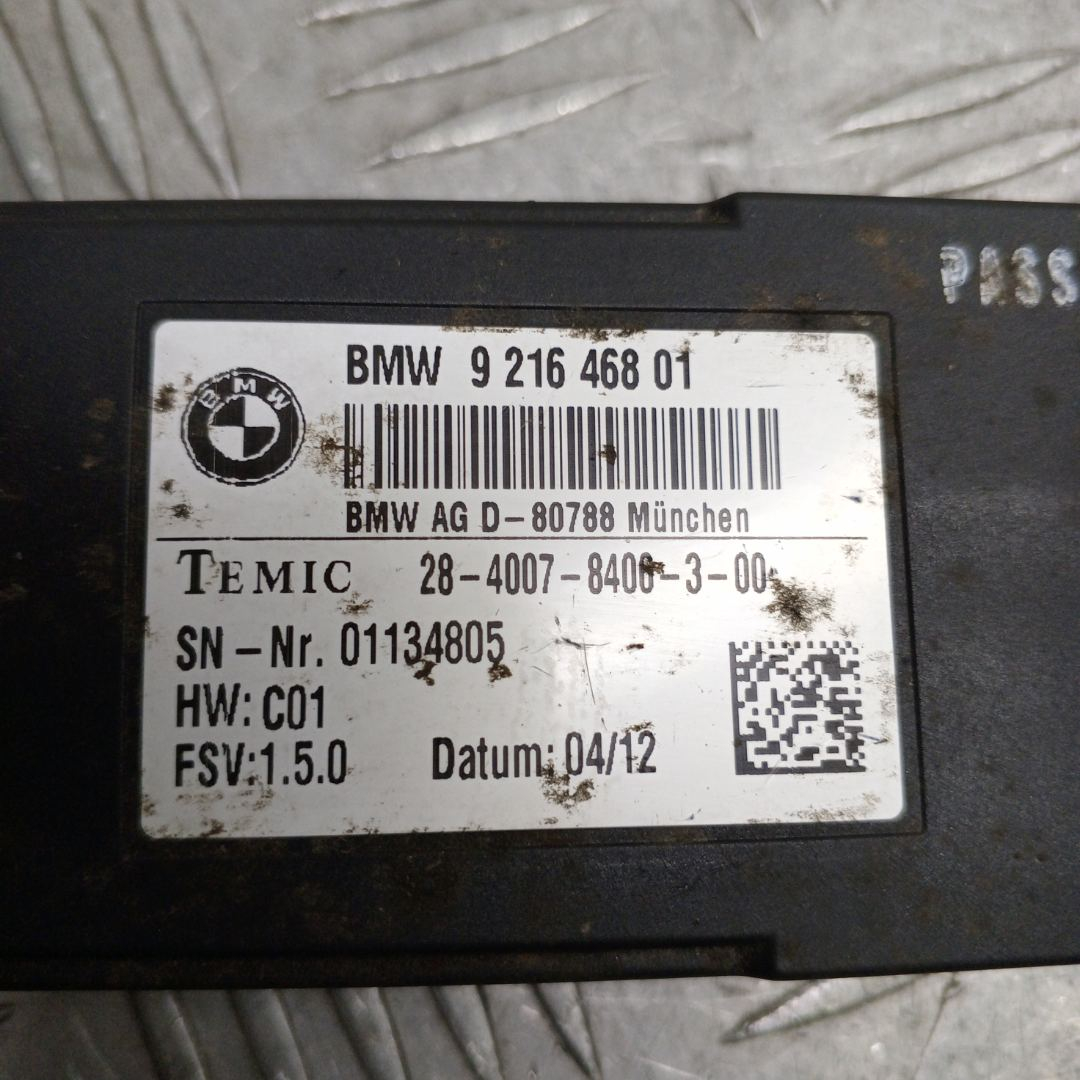 PASS
BMW 9 216 468 01
BMW
BMW AG D-80788 München
TEMIC 28-4007-8406-3-00
SN-Nr. 01134805
HW: C01
FSV:1.5.0 Datum: 04/12